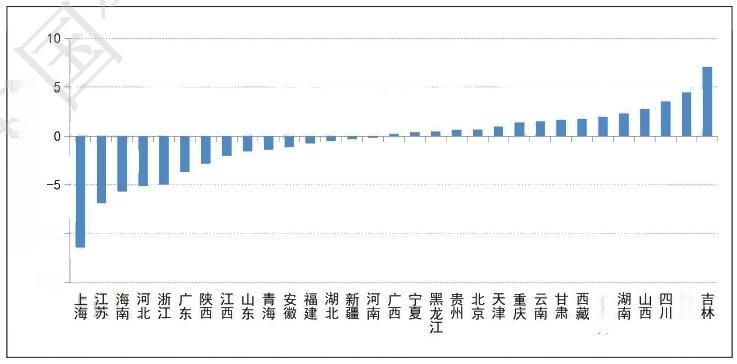 国
10
5
0
-5
上海
江苏
海南
河北
浙江
广东
陕西
江西
山东
青海
安徽
福建
湖北
新疆
河南
广西
宁夏
黑龙江
贵州
北京
天津
重庆
云南
甘肃
西藏
湖南
山西
四川
吉林